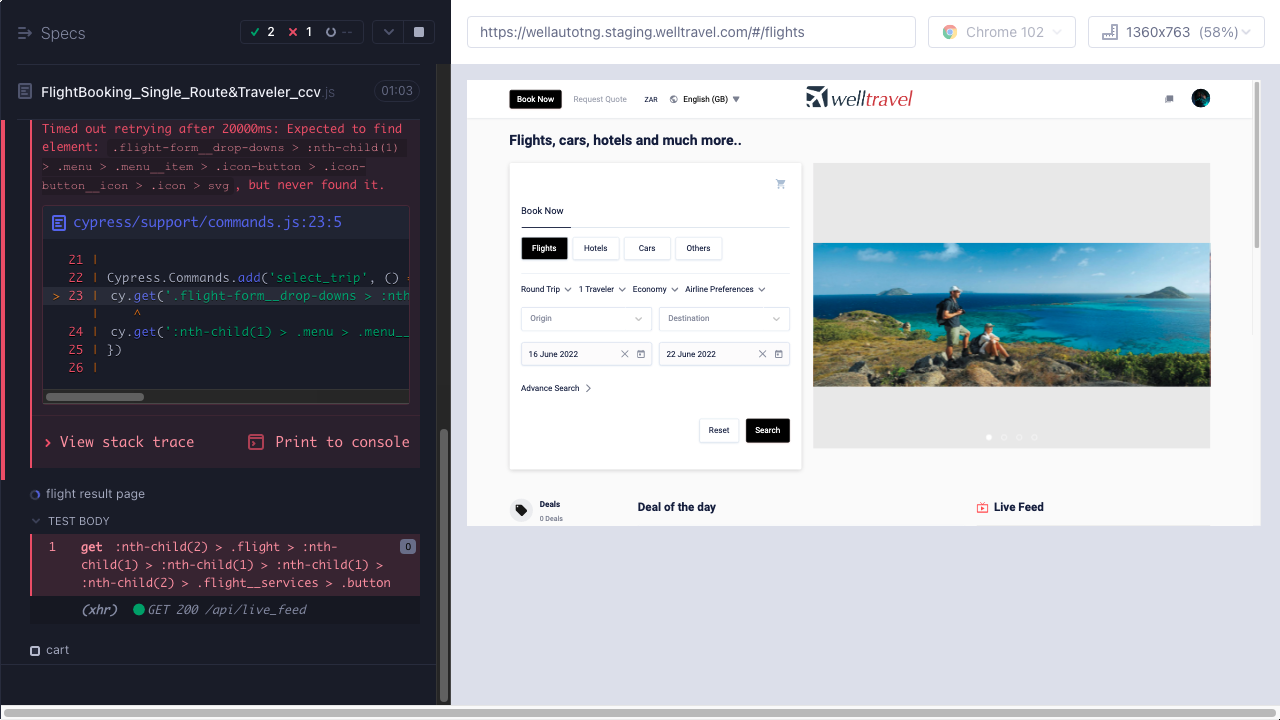 Specs
2
1
--
FlightBooking_Single_Route&Traveler_ccv.js
01:03
Timed out retrying after 20000ms: Expected to find
element: .flight-form__drop-downs > :nth-child(1)
> .menu > .menu__item > .icon-button > .icon-
button__icon > .icon > svg, but never found it.
cypress/support/commands.js:23:5
21 |
22 | Cypress.Commands.add('select_trip', () =
> 23 | cy.get('.flight-form__drop-downs > :nth
| ^
24 | cy.get(':nth-child(1) > .menu > .menu__
25 | })
26 |
View stack trace
Print to console
flight result page
TEST BODY
1 get :nth-child(2) > .flight > :nth-
child(1) > :nth-child(1) > :nth-child(1) >
:nth-child(2) > .flight__services > .button
0
(xhr) GET 200 /api/live_feed
cart
https://wellautotng.staging.welltravel.com/#/flights
Chrome 102
1360x763 (58%)
Book Now
Request Quote
ZAR
English (GB)
welltravel
Flights, cars, hotels and much more..
Book Now
Flights
Hotels
Cars
Others
Round Trip
1 Traveler
Economy
Airline Preferences
Origin
Destination
16 June 2022
22 June 2022
Advance Search
Reset
Search
Deals
0 Deals
Deal of the day
Live Feed